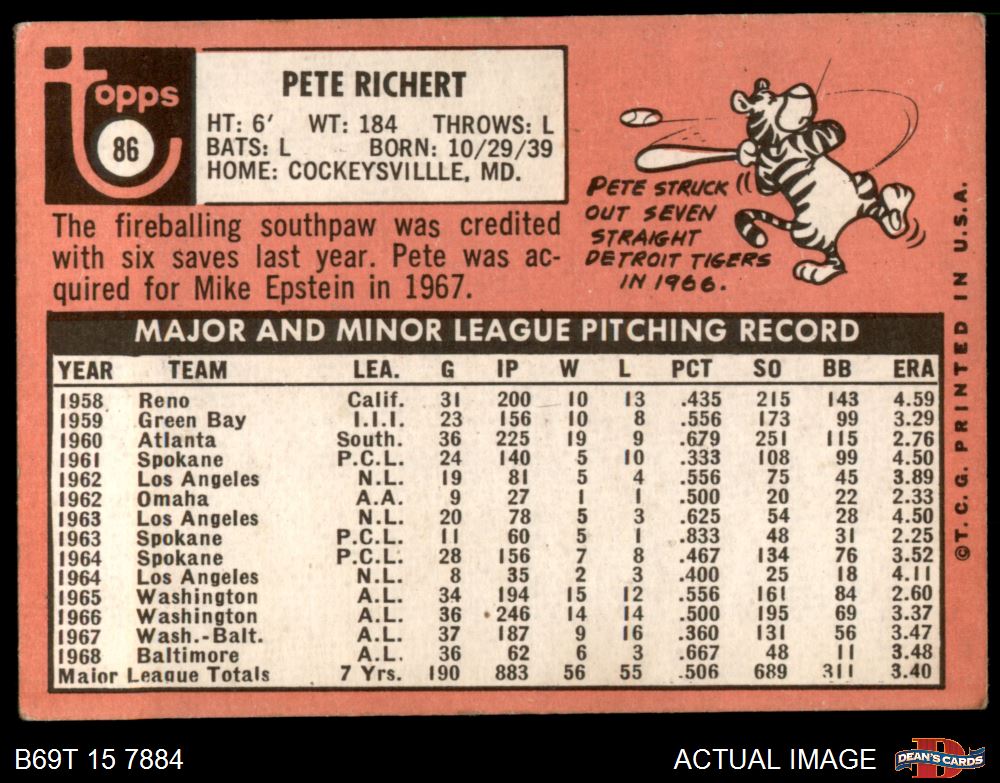 topps
86
PETE RICHERT
HT: 6' WT: 184 THROWS: L
BATS: L BORN: 10/29/39
HOME: COCKEYSVILLLE, MD.
The fireballing southpaw was credited
with six saves last year. Pete was ac-
quired for Mike Epstein in 1967.
PETE STRUCK
OUT SEVEN
STRAIGHT
DETROIT TIGERS
IN 1966.
MAJOR AND MINOR LEAGUE PITCHING RECORD
YEAR TEAM LEA. G IP W L PCT SO BB ERA
1958 Reno Calif. 31 200 10 13 .435 215 143 4.59
1959 Green Bay I.I.I. 23 156 10 8 .556 173 99 3.29
1960 Atlanta South. 36 225 19 9 .679 251 115 2.76
1961 Spokane P.C.L. 24 140 5 10 .333 108 99 4.50
1962 Los Angeles N.L. 19 81 5 4 .556 75 45 3.89
1962 Omaha A.A. 9 27 1 1 .500 20 22 2.33
1963 Los Angeles N.L. 20 78 5 3 .625 54 28 4.50
1963 Spokane P.C.L. 11 60 5 1 .833 48 31 2.25
1964 Spokane P.C.L. 28 156 7 8 .467 134 76 3.52
1964 Los Angeles N.L. 8 35 2 3 .400 25 18 4.11
1965 Washington A.L. 34 194 15 12 .556 161 84 2.60
1966 Washington A.L. 36 246 14 14 .500 195 69 3.37
1967 Wash.-Balt. A.L. 37 187 9 16 .360 131 56 3.47
1968 Baltimore A.L. 36 62 6 3 .667 48 11 3.48
Major League Totals 7 Yrs. 190 883 56 55 .506 689 311 3.40
©T. C. G. PRINTED IN U.S.A.
B69T 15 7884
ACTUAL IMAGE
D
DEAN'S CARDS